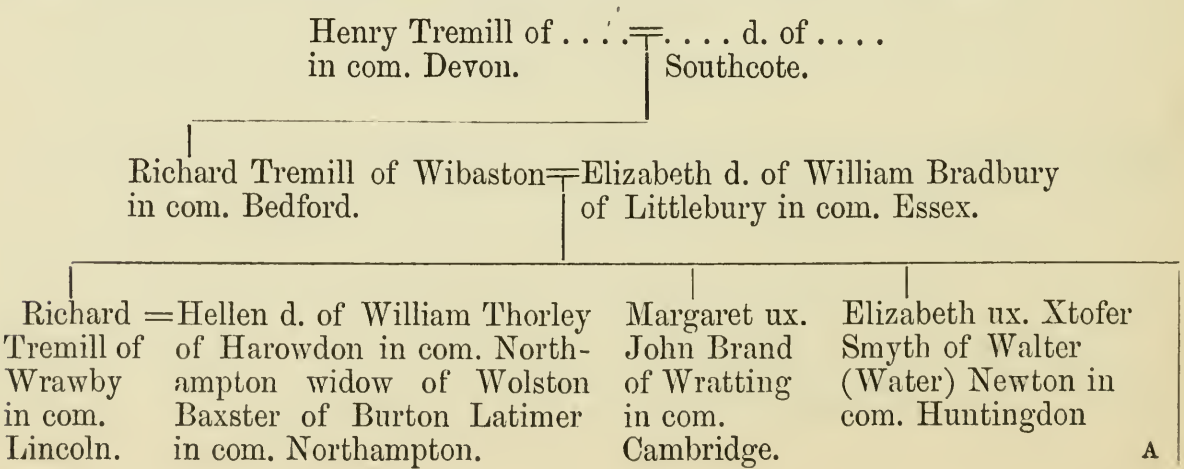 Henry Tremill of . . . . = . . . . d. of . . . .
in com. Devon. Southcote.
Richard Tremill of Wibaston=Elizabeth d. of William Bradbury
in com. Bedford. of Littlebury in com. Essex.
Richard =Hellen d. of William Thorley
Tremill of of Harowdon in com. North-
Wrawby ampton widow of Wolston
in com. Baxster of Burton Latimer
Lincoln. in com. Northampton.
Margaret ux.
John Brand
of Wratting
in com.
Cambridge.
Elizabeth ux. Xtofer
Smyth of Walter
(Water) Newton in
com. Huntingdon
A